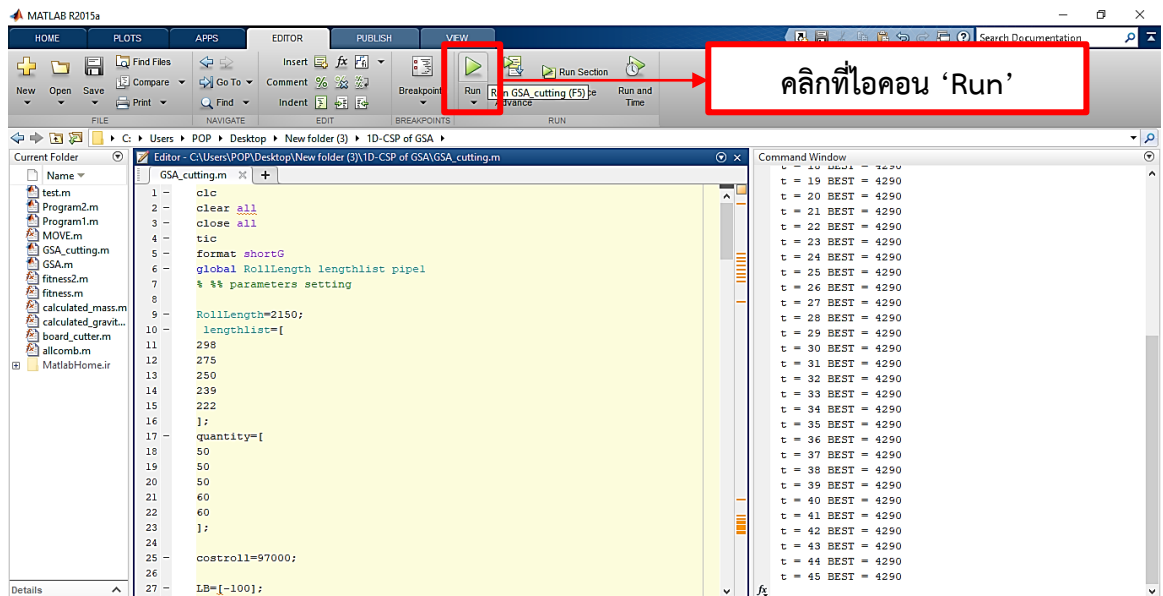 MATLAB R2015a
HOME PLOTS APPS EDITOR PUBLISH VIEW Search Documentation
New Open Save Find Files Compare Print
Go To Find
Insert fx Comment Indent
Breakpoints
Run Run GSA_cutting (F5) Advance Run Section Run and Time
คลิกที่ไอคอน ‘Run’
FILE NAVIGATE EDIT BREAKPOINTS RUN
C: Users POP Desktop New folder (3) 1D-CSP of GSA
Current Folder
Name
test.m
Program2.m
Program1.m
MOVE.m
GSA_cutting.m
GSA.m
fitness2.m
fitness.m
calculated_mass.m
calculated_gravit...
board_cutter.m
allcomb.m
MatlabHome.ir
Details
Editor - C:\Users\POP\Desktop\New folder (3)\1D-CSP of GSA\GSA_cutting.m
GSA_cutting.m
1 - clc
2 - clear all
3 - close all
4 - tic
5 - format shortG
6 - global RollLength lengthlist pipel
7 % %% parameters setting
8
9 - RollLength=2150;
10 - lengthlist=[
11 298
12 275
13 250
14 239
15 222
16 ];
17 - quantity=[
18 50
19 50
20 50
21 60
22 60
23 ];
24
25 - costroll=97000;
26
27 - LB=[-100];
Command Window
t = 18 BEST = 4290
t = 19 BEST = 4290
t = 20 BEST = 4290
t = 21 BEST = 4290
t = 22 BEST = 4290
t = 23 BEST = 4290
t = 24 BEST = 4290
t = 25 BEST = 4290
t = 26 BEST = 4290
t = 27 BEST = 4290
t = 28 BEST = 4290
t = 29 BEST = 4290
t = 30 BEST = 4290
t = 31 BEST = 4290
t = 32 BEST = 4290
t = 33 BEST = 4290
t = 34 BEST = 4290
t = 35 BEST = 4290
t = 36 BEST = 4290
t = 37 BEST = 4290
t = 38 BEST = 4290
t = 39 BEST = 4290
t = 40 BEST = 4290
t = 41 BEST = 4290
t = 42 BEST = 4290
t = 43 BEST = 4290
t = 44 BEST = 4290
t = 45 BEST = 4290
fx